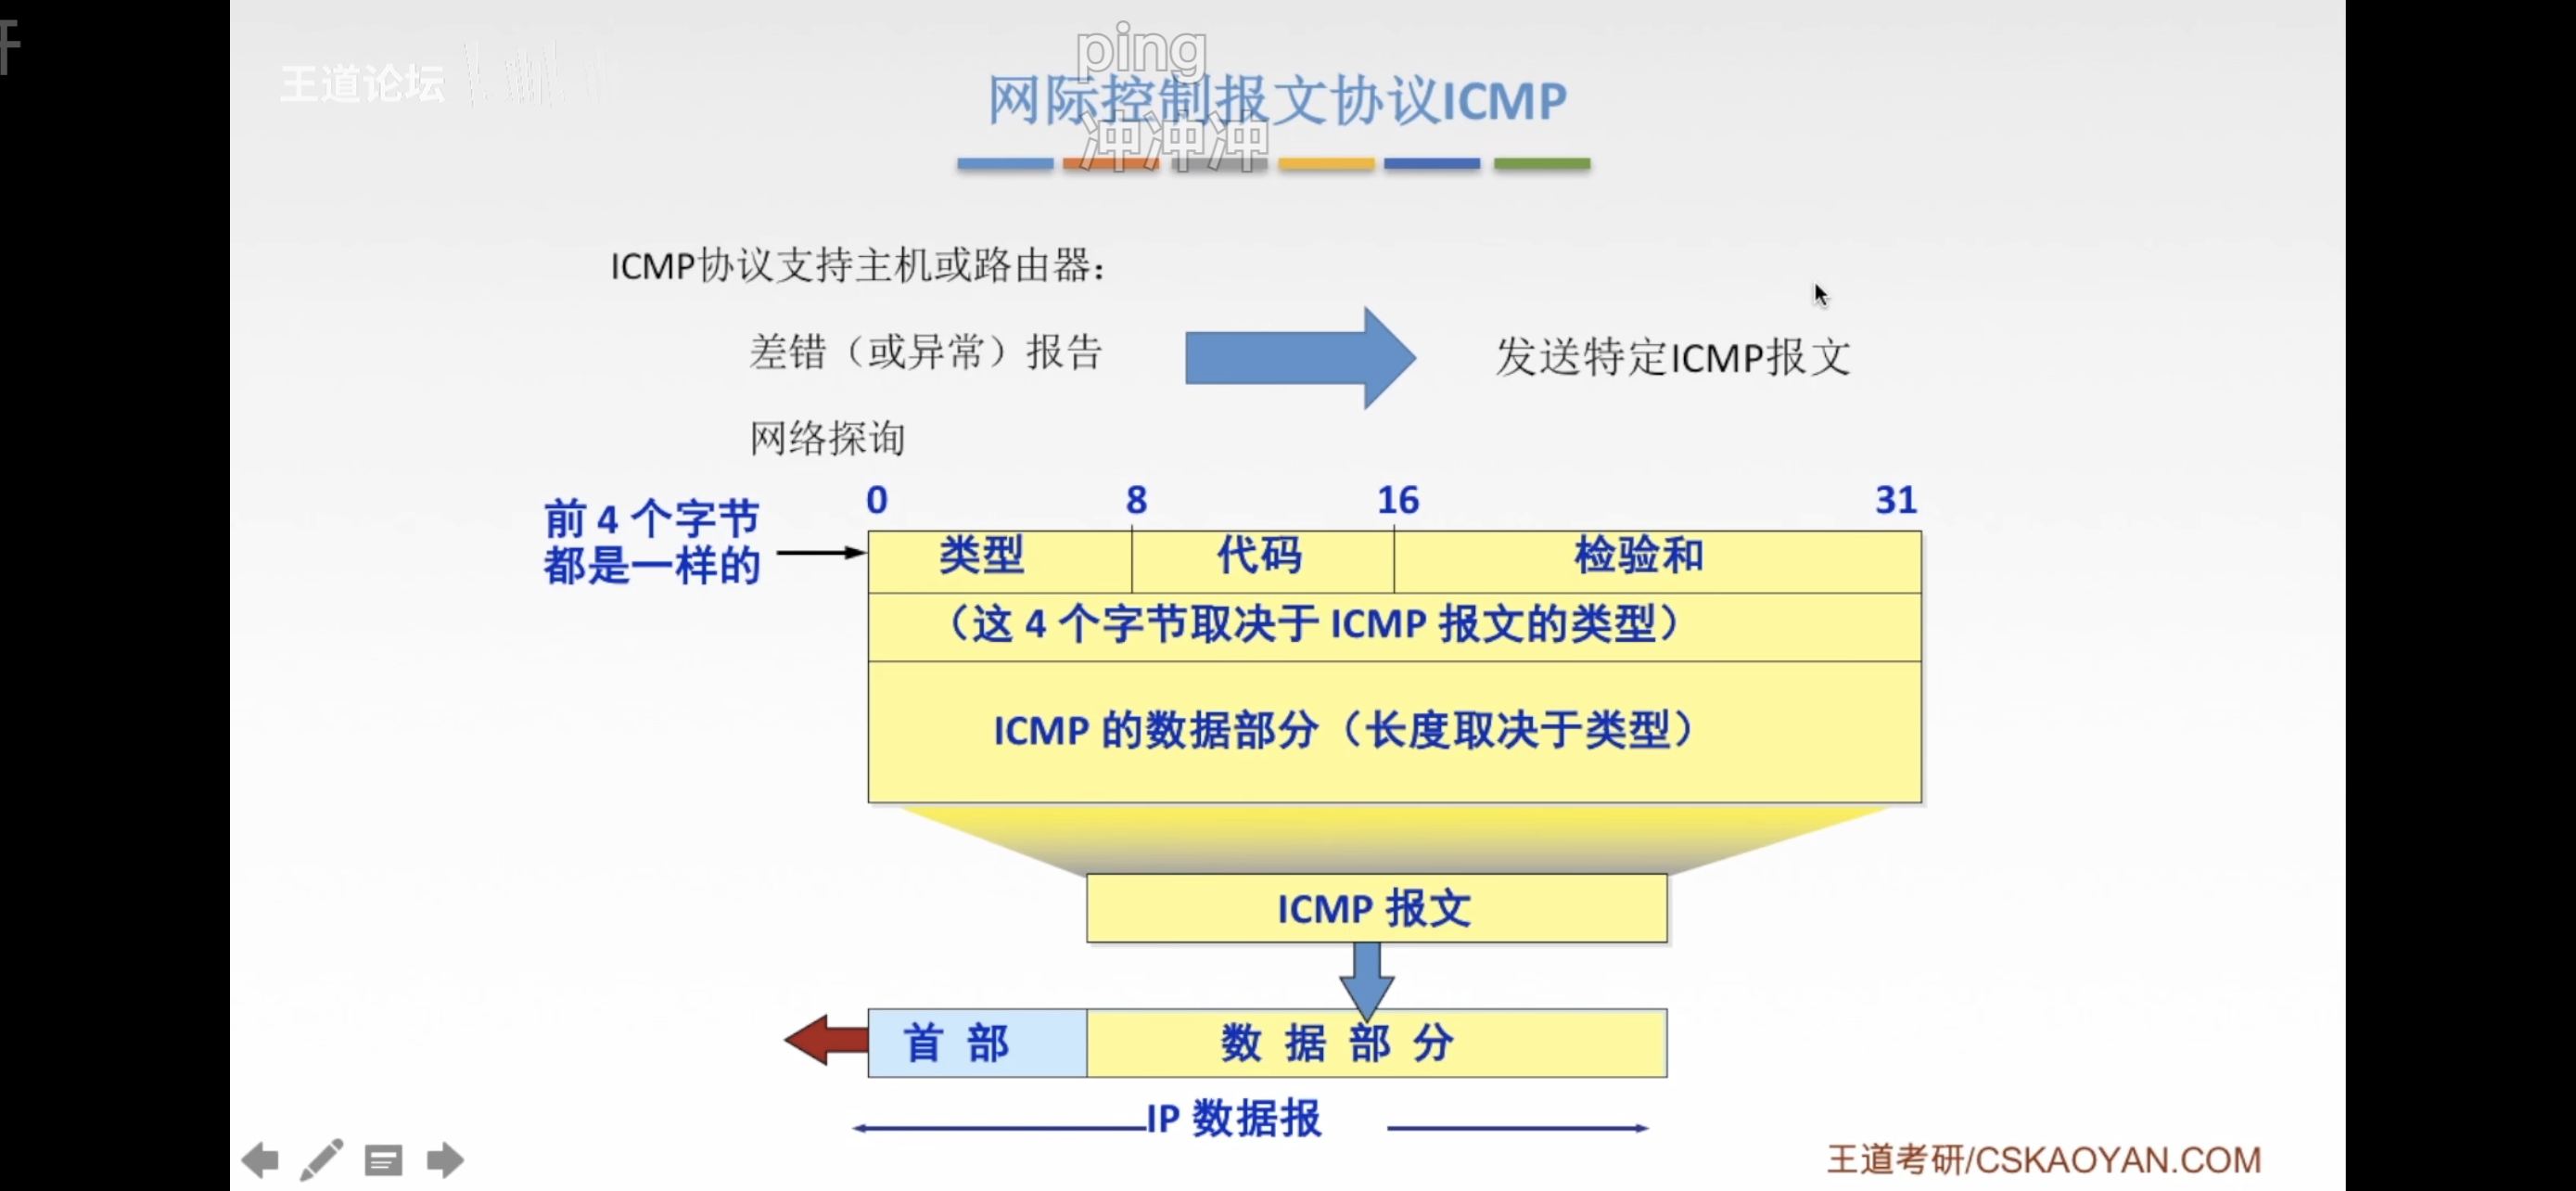 ping
王道论坛
网际控制报文协议ICMP
冲冲冲
ICMP协议支持主机或路由器：
差错（或异常）报告
发送特定ICMP报文
网络探询
前 4 个字节
都是一样的
0 8 16 31
类型 代码 检验和
（这 4 个字节取决于 ICMP 报文的类型）
ICMP 的数据部分（长度取决于类型）
ICMP 报文
首 部 数 据 部 分
IP 数据报
王道考研/CSKAOYAN.COM